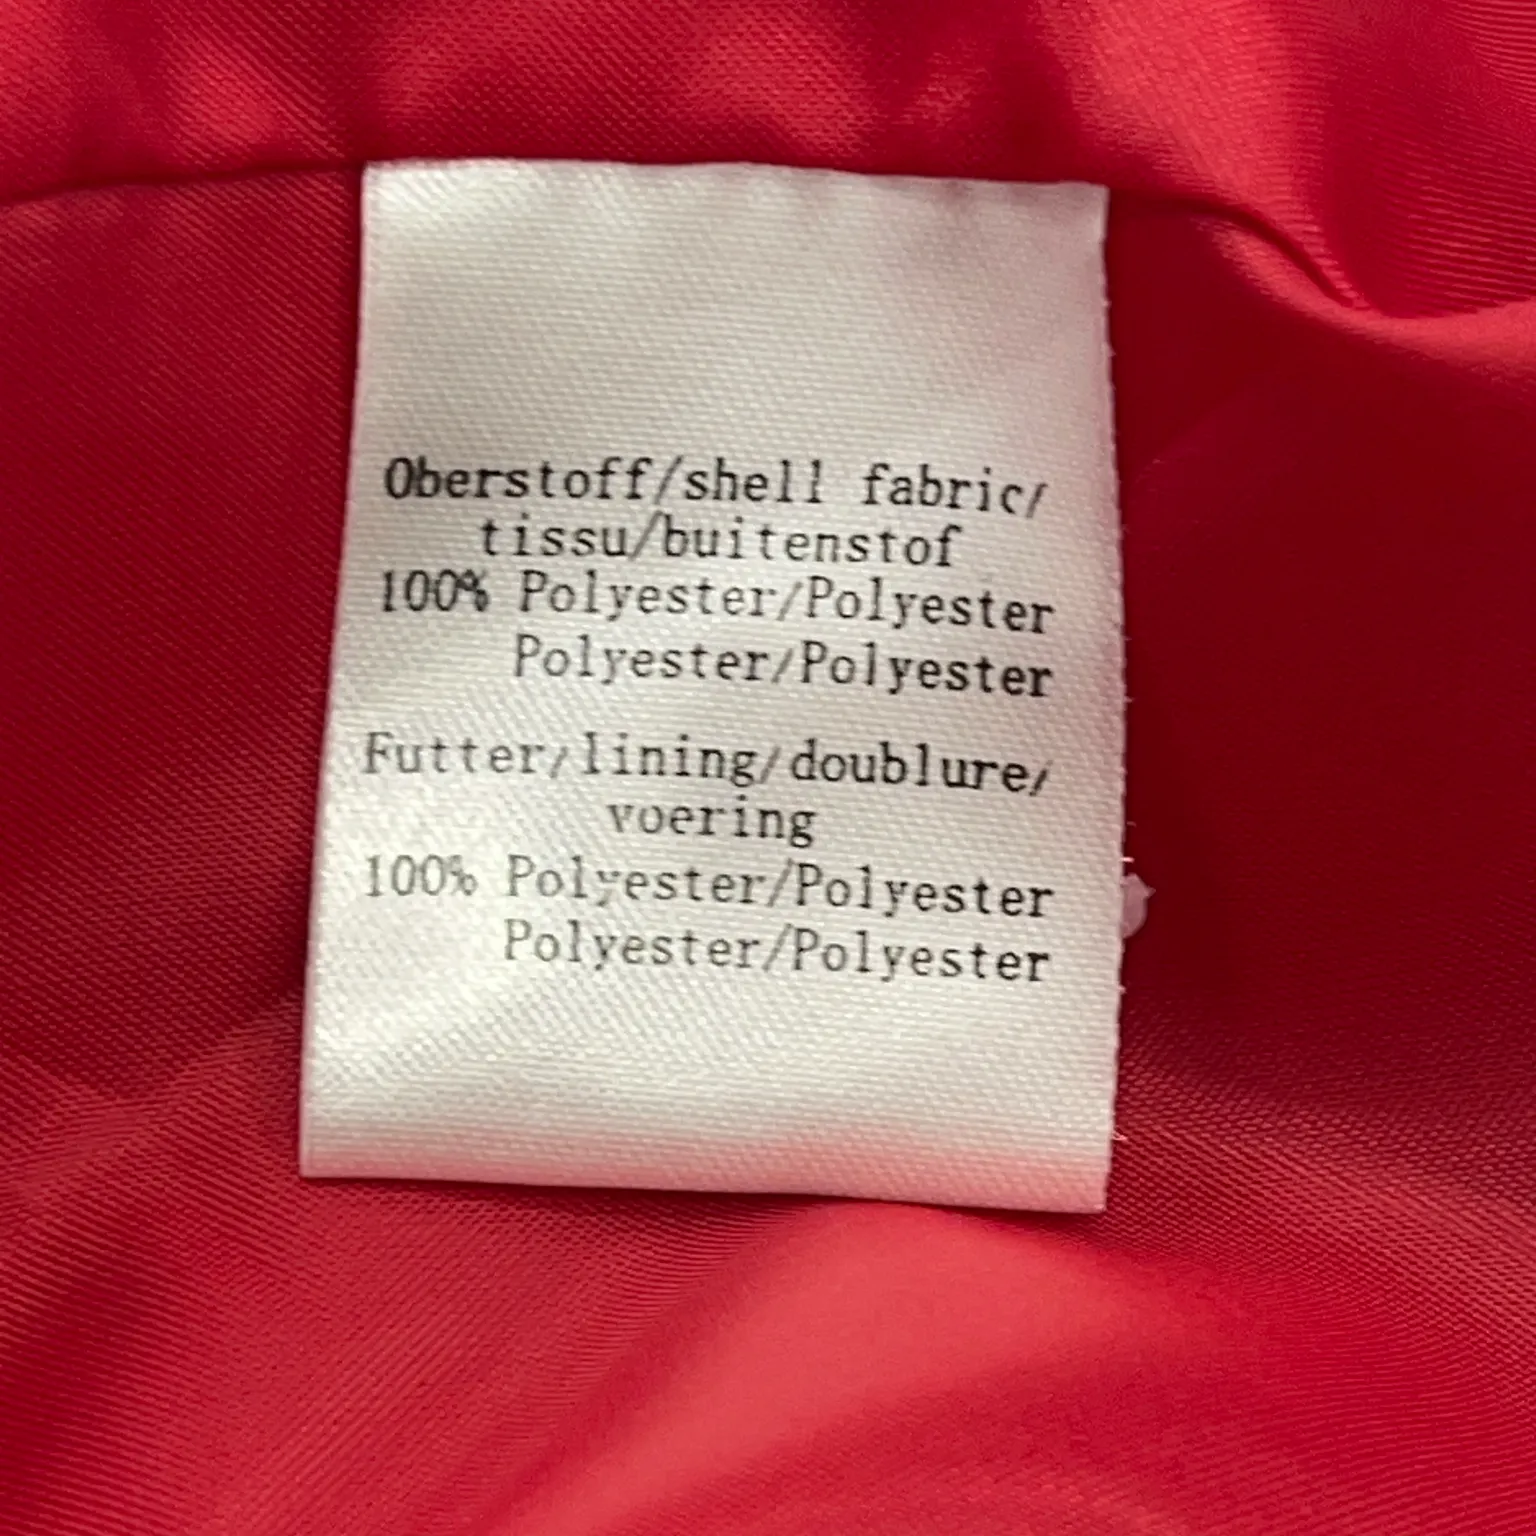 Oberstoff/shell fabric/
tissu/buitenstof
100% Polyester/Polyester
Polyester/Polyester
Futter/lining/doublure/
voering
100% Polyester/Polyester
Polyester/Polyester